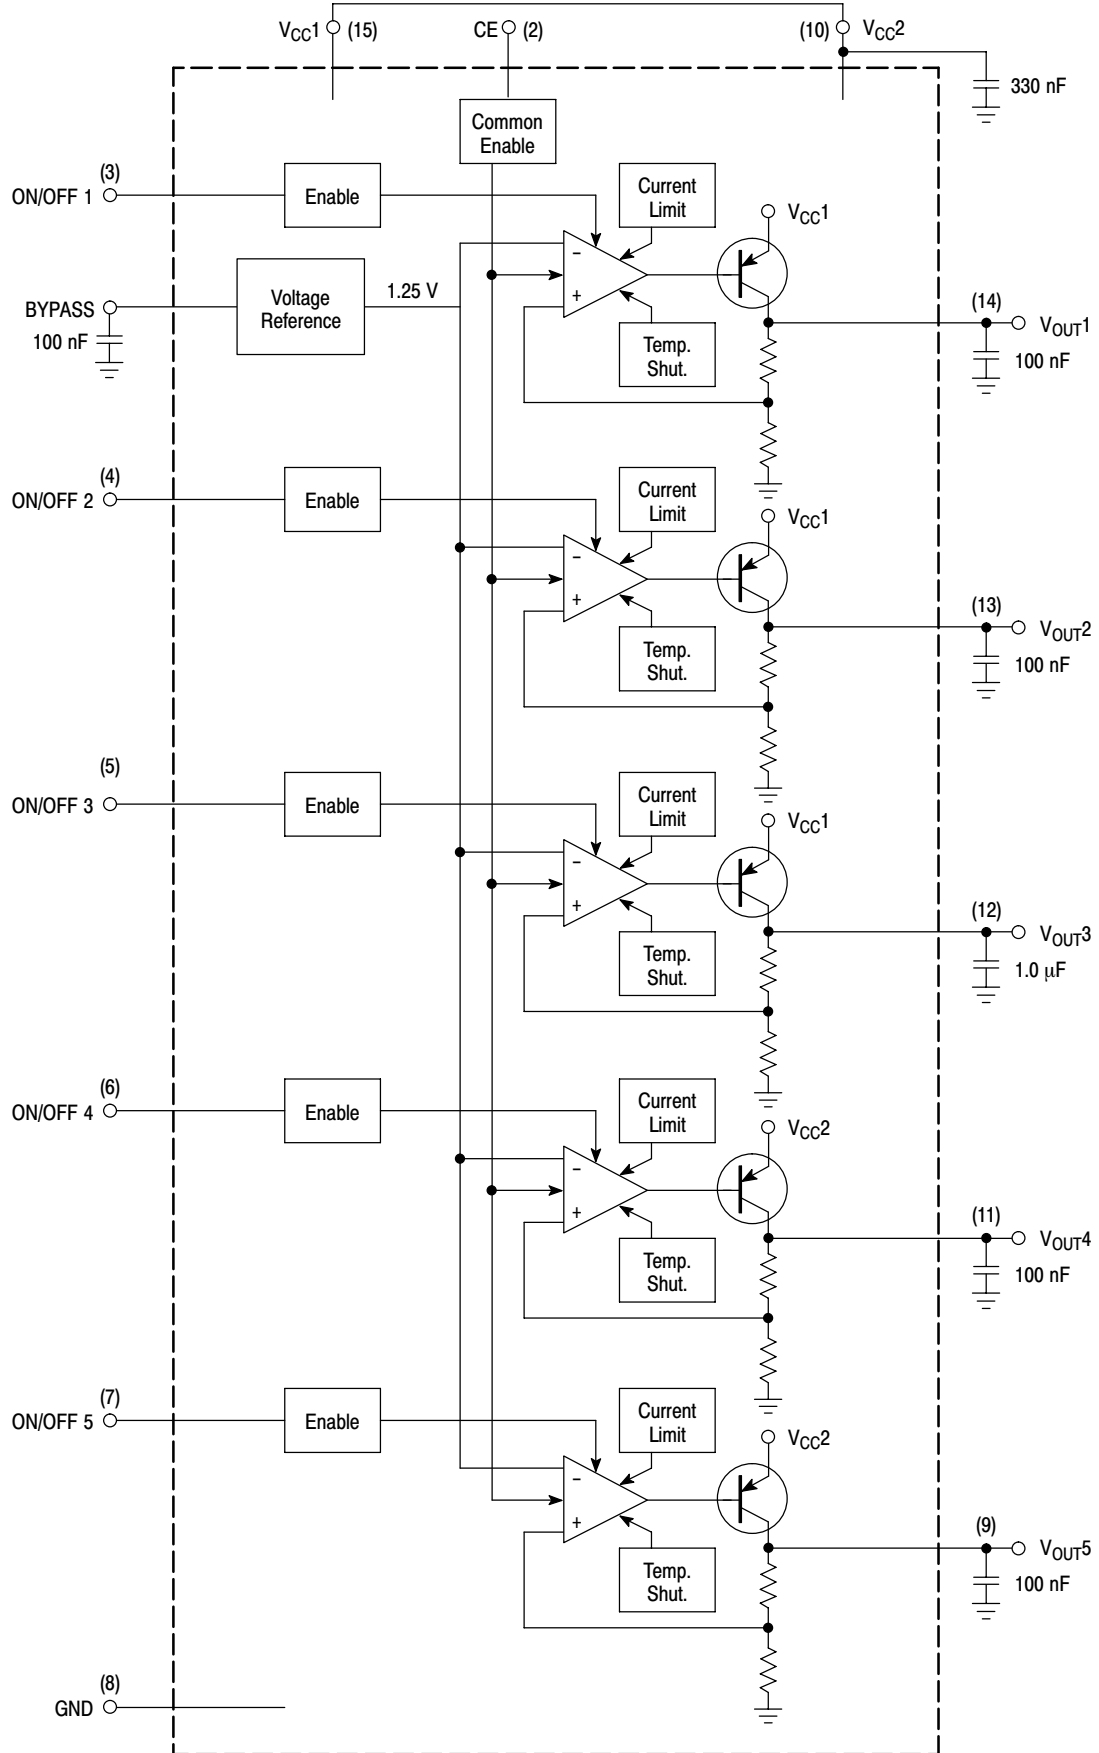 VCC1 (15) CE (2) (10) VCC2
330 nF
Common
Enable
(3)
ON/OFF 1
Enable
Current
Limit
VCC1
−
+
BYPASS
100 nF
Voltage
Reference
1.25 V
Temp.
Shut.
(14)
VOUT1
100 nF
(4)
ON/OFF 2
Enable
Current
Limit
VCC1
−
+
Temp.
Shut.
(13)
VOUT2
100 nF
(5)
ON/OFF 3
Enable
Current
Limit
VCC1
−
+
Temp.
Shut.
(12)
VOUT3
1.0 μF
(6)
ON/OFF 4
Enable
Current
Limit
VCC2
−
+
Temp.
Shut.
(11)
VOUT4
100 nF
(7)
ON/OFF 5
Enable
Current
Limit
VCC2
−
+
Temp.
Shut.
(9)
VOUT5
100 nF
(8)
GND